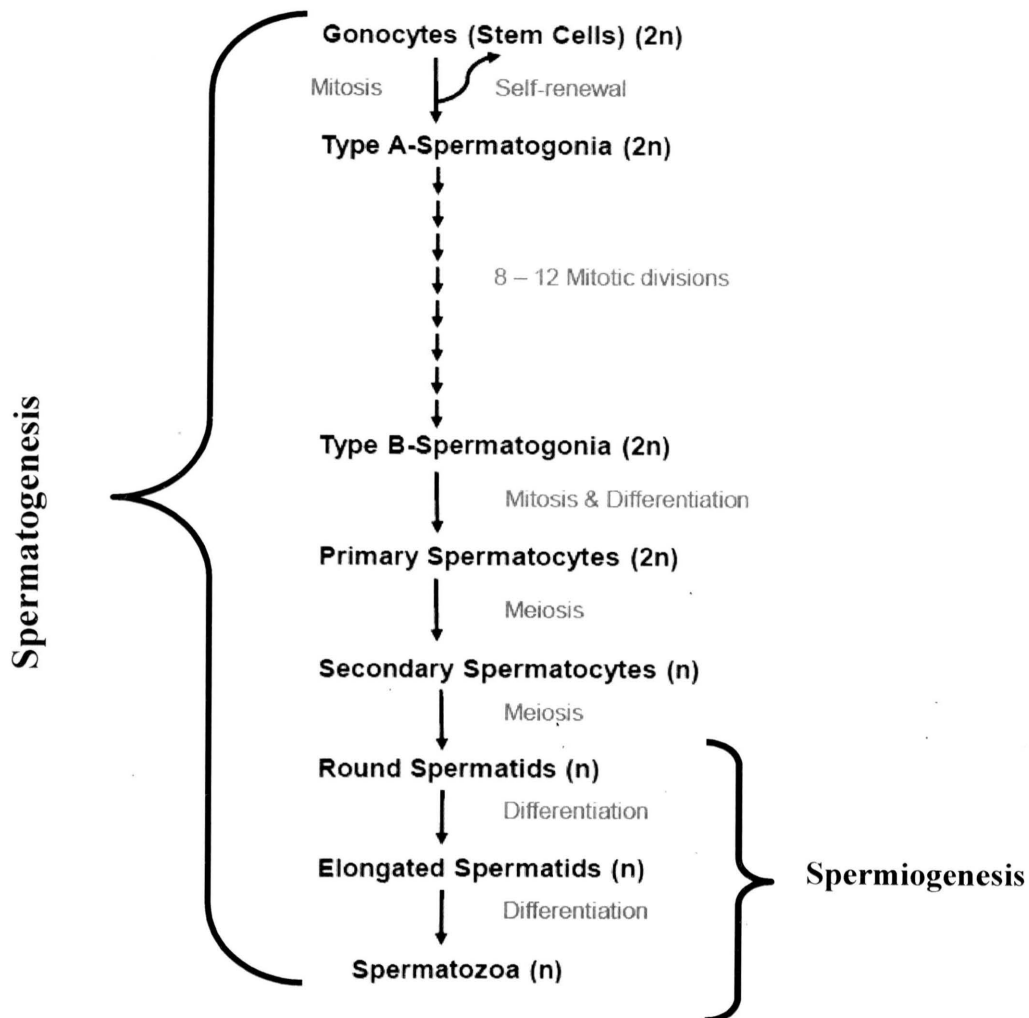 Gonocytes (Stem Cells) (2n)
Mitosis
Self-renewal
Type A-Spermatogonia (2n)
8 – 12 Mitotic divisions
Type B-Spermatogonia (2n)
Mitosis & Differentiation
Primary Spermatocytes (2n)
Meiosis
Secondary Spermatocytes (n)
Meiosis
Round Spermatids (n)
Differentiation
Elongated Spermatids (n)
Differentiation
Spermatozoa (n)
Spermatogenesis
Spermiogenesis